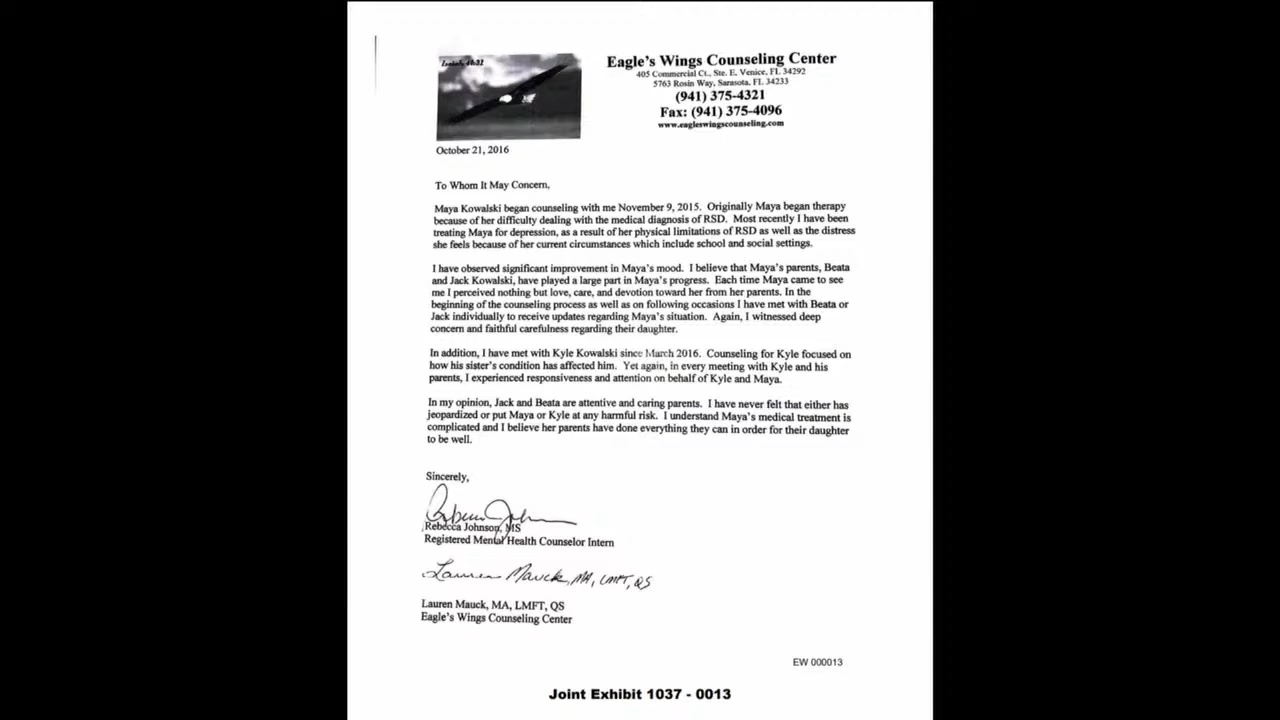 Isaiah 40:31
Eagle's Wings Counseling Center
405 Commercial Ct., Ste. E. Venice, FL 34292
5763 Rosin Way, Sarasota, FL 34233
(941) 375-4321
Fax: (941) 375-4096
www.eagleswingscounseling.com
October 21, 2016
To Whom It May Concern,
Maya Kowalski began counseling with me November 9, 2015. Originally Maya began therapy
because of her difficulty dealing with the medical diagnosis of RSD. Most recently I have been
treating Maya for depression, as a result of her physical limitations of RSD as well as the distress
she feels because of her current circumstances which include school and social settings.
I have observed significant improvement in Maya's mood. I believe that Maya's parents, Beata
and Jack Kowalski, have played a large part in Maya's progress. Each time Maya came to see
me I perceived nothing but love, care, and devotion toward her from her parents. In the
beginning of the counseling process as well as on following occasions I have met with Beata or
Jack individually to receive updates regarding Maya's situation. Again, I witnessed deep
concern and faithful carefulness regarding their daughter.
In addition, I have met with Kyle Kowalski since March 2016. Counseling for Kyle focused on
how his sister's condition has affected him. Yet again, in every meeting with Kyle and his
parents, I experienced responsiveness and attention on behalf of Kyle and Maya.
In my opinion, Jack and Beata are attentive and caring parents. I have never felt that either has
jeopardized or put Maya or Kyle at any harmful risk. I understand Maya's medical treatment is
complicated and I believe her parents have done everything they can in order for their daughter
to be well.
Sincerely,
Rebecca Johnson, MS
Registered Mental Health Counselor Intern
Lauren Mauck, MA, LMFT, QS
Lauren Mauck, MA, LMFT, QS
Eagle's Wings Counseling Center
EW 000013
Joint Exhibit 1037 - 0013